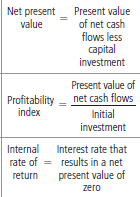 Net present = Present value
value of net cash
flows less
capital
investment
Present value of
Profitability = net cash flows
index Initial
investment
Internal Interest rate that
rate of = results in a net
return present value of
zero